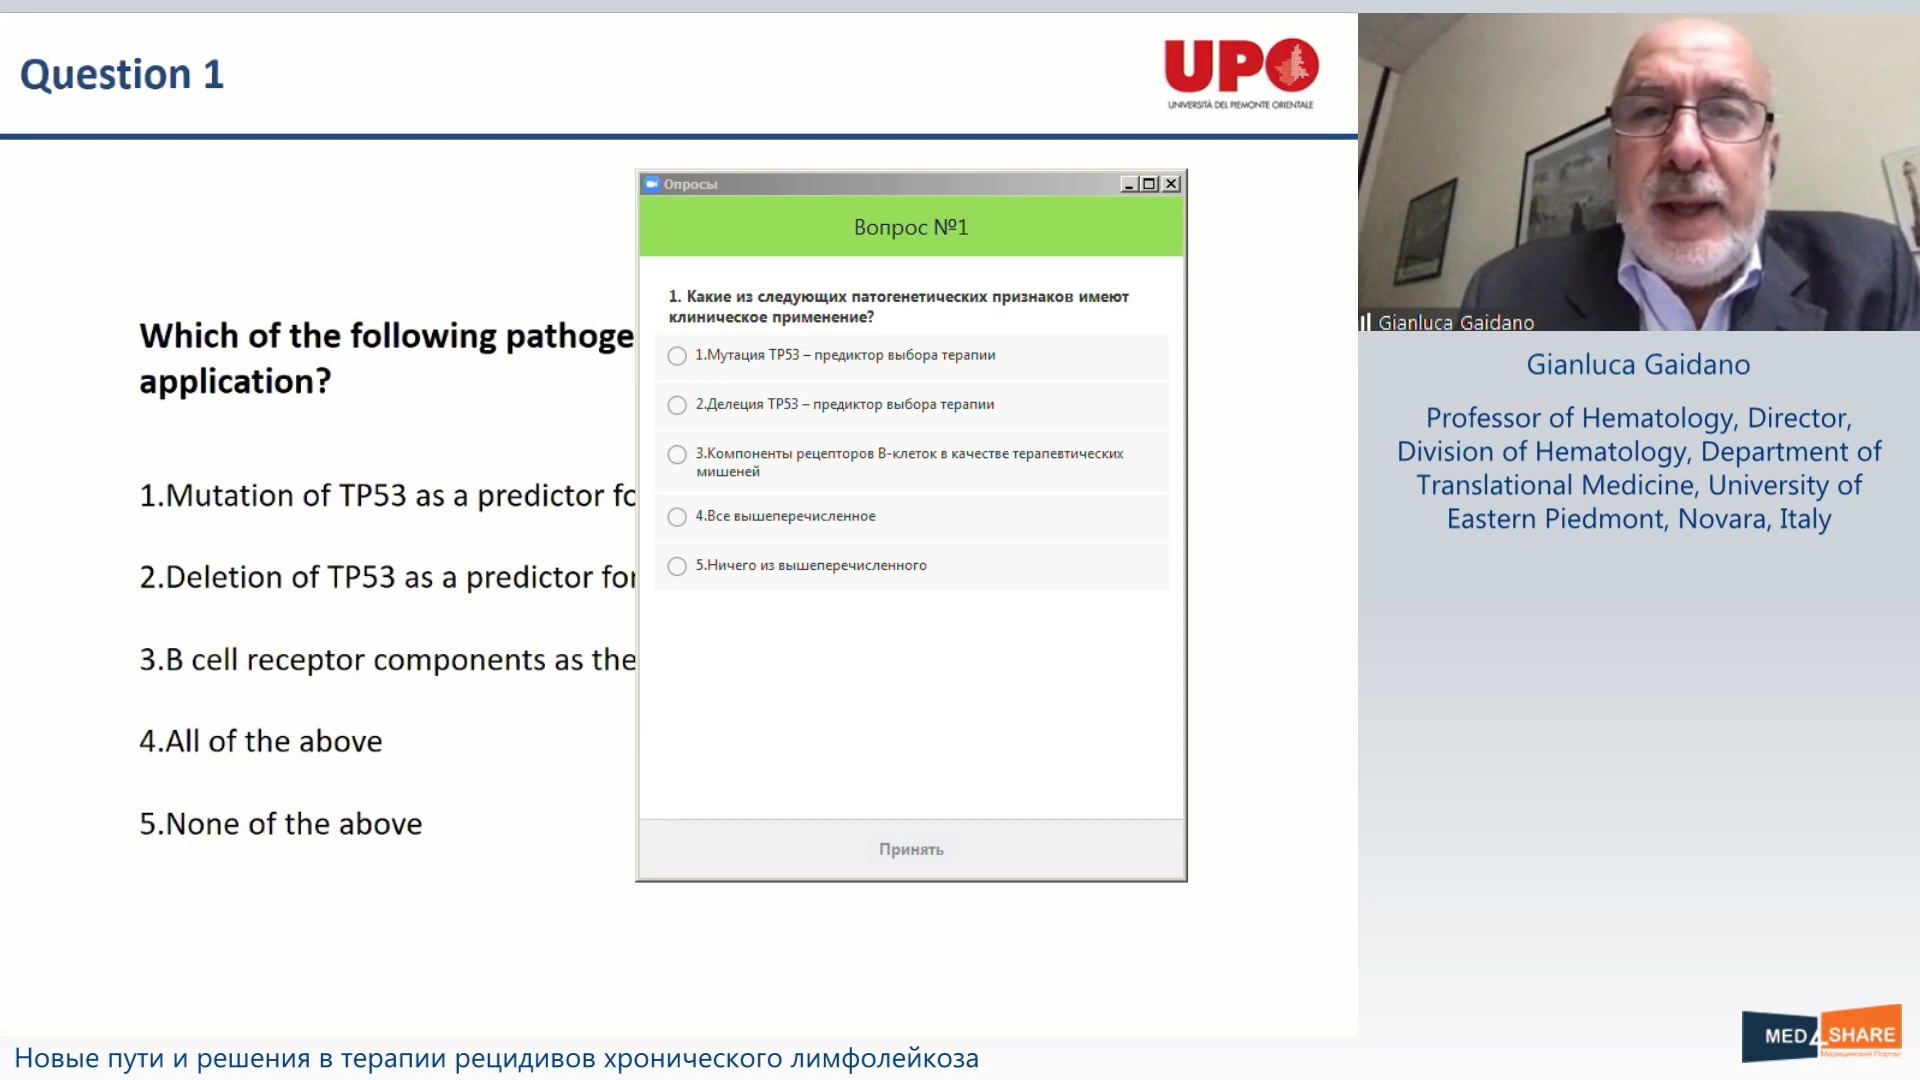 Question 1
UPO
UNIVERSITÀ DEL PIEMONTE ORIENTALE
Which of the following pathoge
application?
1.Mutation of TP53 as a predictor fo
2.Deletion of TP53 as a predictor for
3.B cell receptor components as the
4.All of the above
5.None of the above
Опросы
Вопрос №1
1. Какие из следующих патогенетических признаков имеют
клиническое применение?
1.Мутация TP53 – предиктор выбора терапии
2.Делеция TP53 – предиктор выбора терапии
3.Компоненты рецепторов В-клеток в качестве терапевтических
мишеней
4.Все вышеперечисленное
5.Ничего из вышеперечисленного
Принять
Gianluca Gaidano
Gianluca Gaidano
Professor of Hematology, Director,
Division of Hematology, Department of
Translational Medicine, University of
Eastern Piedmont, Novara, Italy
MED4SHARE
Медицинский Портал
Новые пути и решения в терапии рецидивов хронического лимфолейкоза